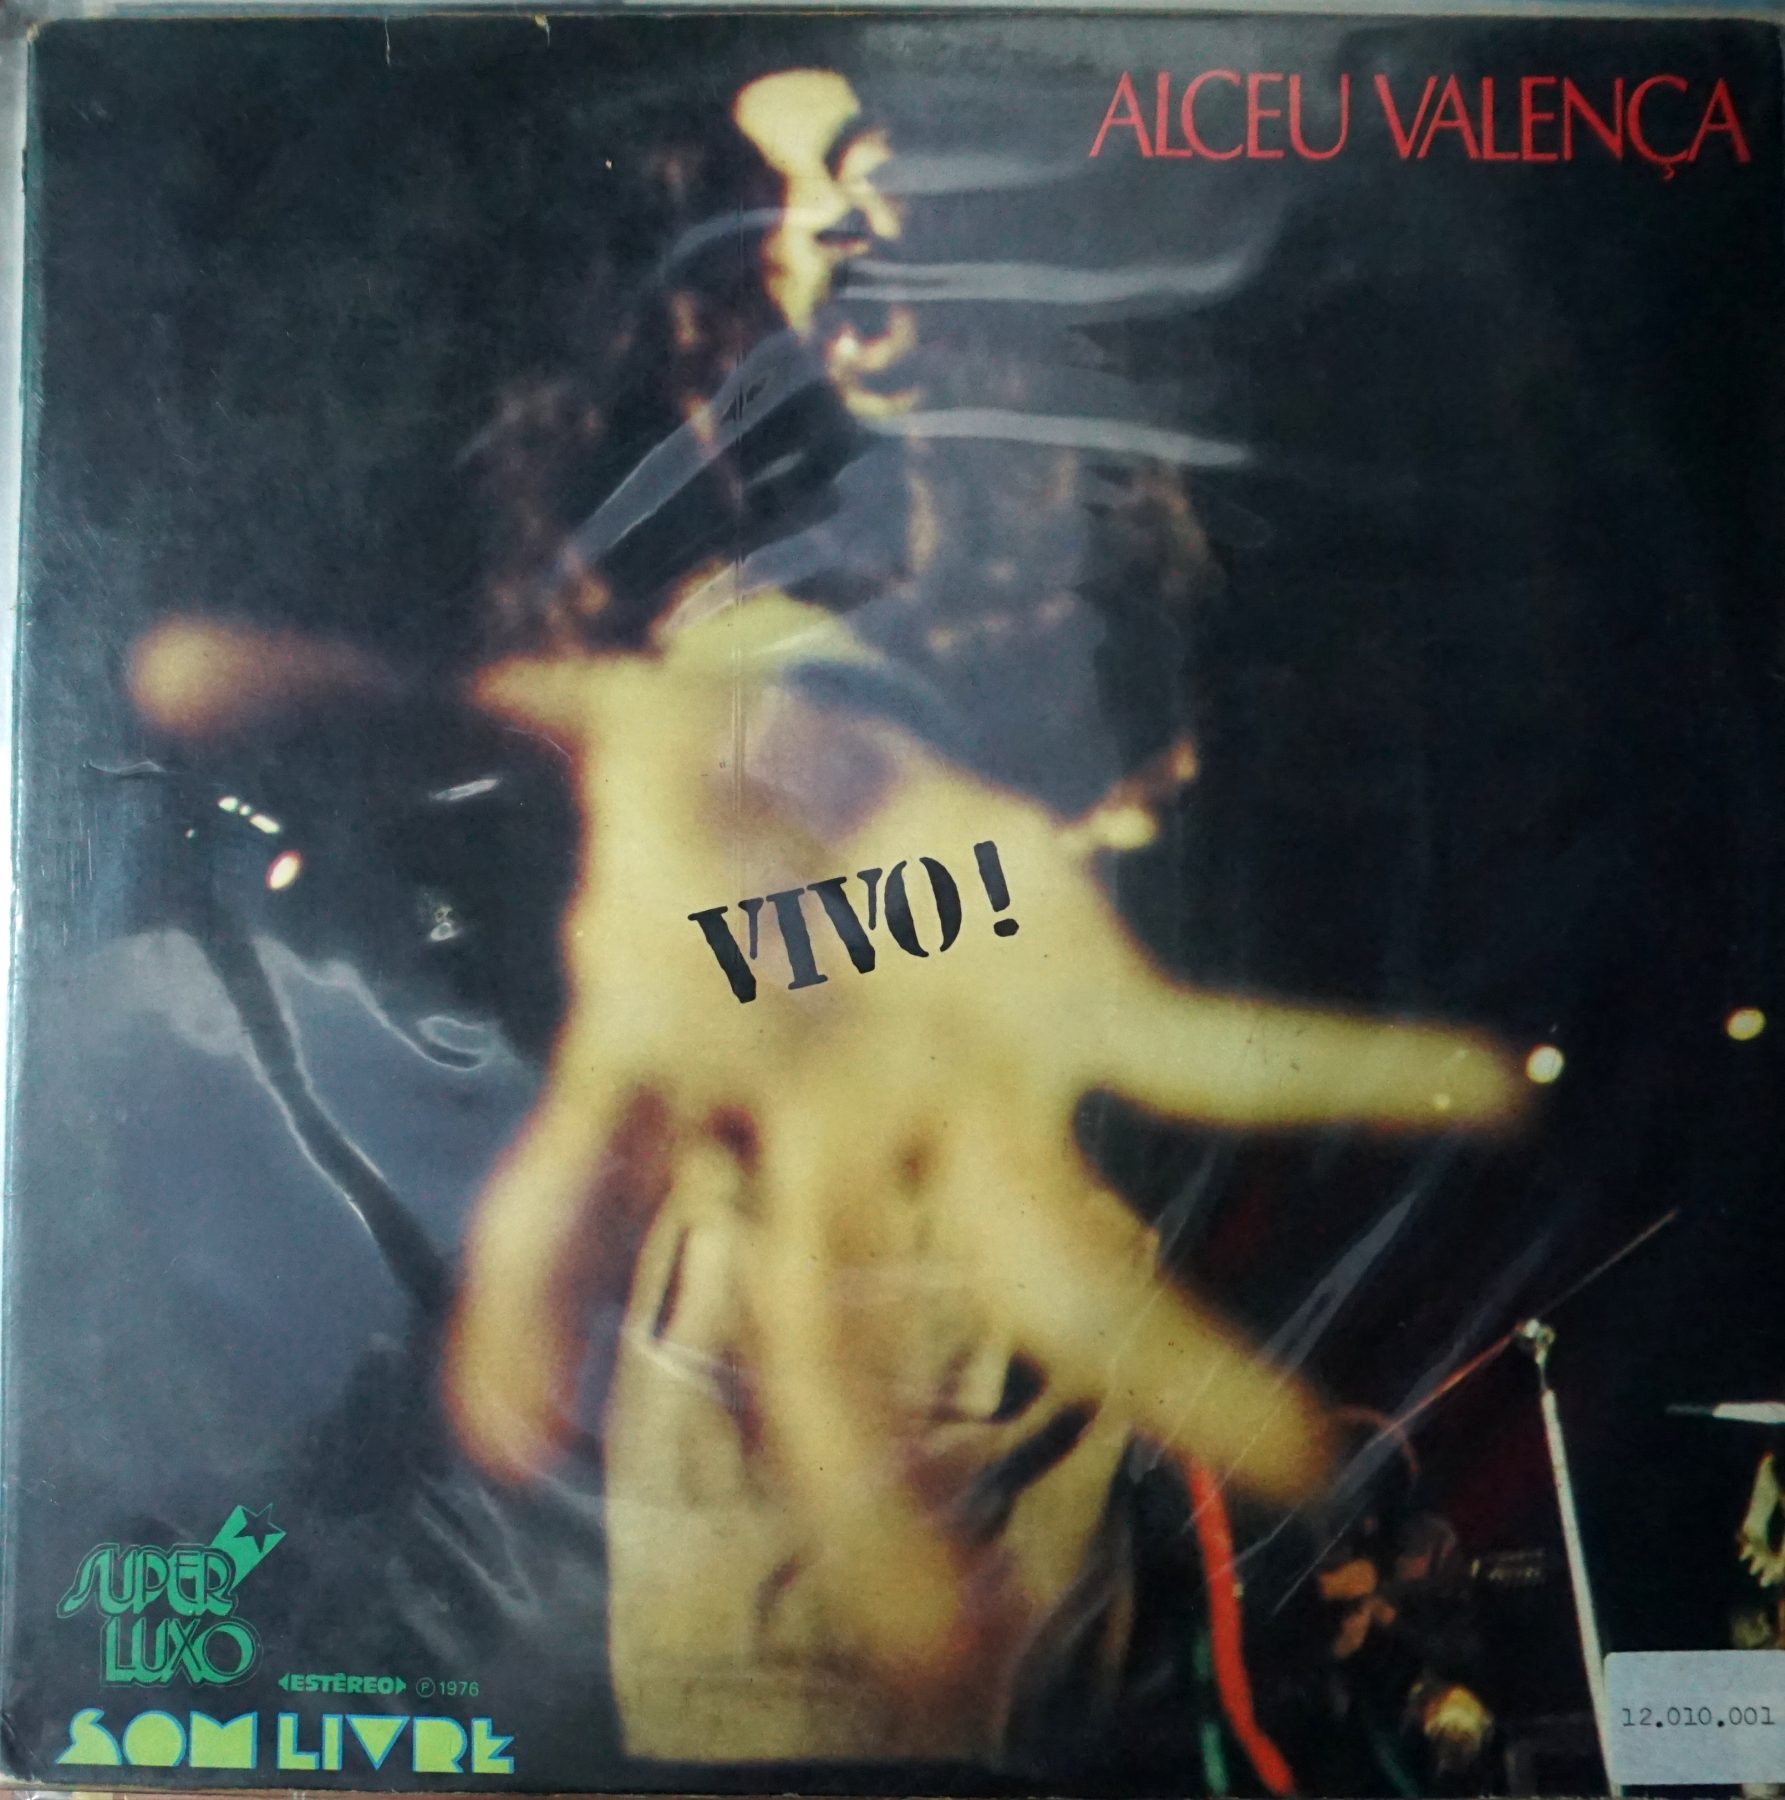 ALCEU VALENÇA
VIVO!
SUPER
LUXO
ESTÉREO ℗ 1976
SOM LIVRE
12.010.001